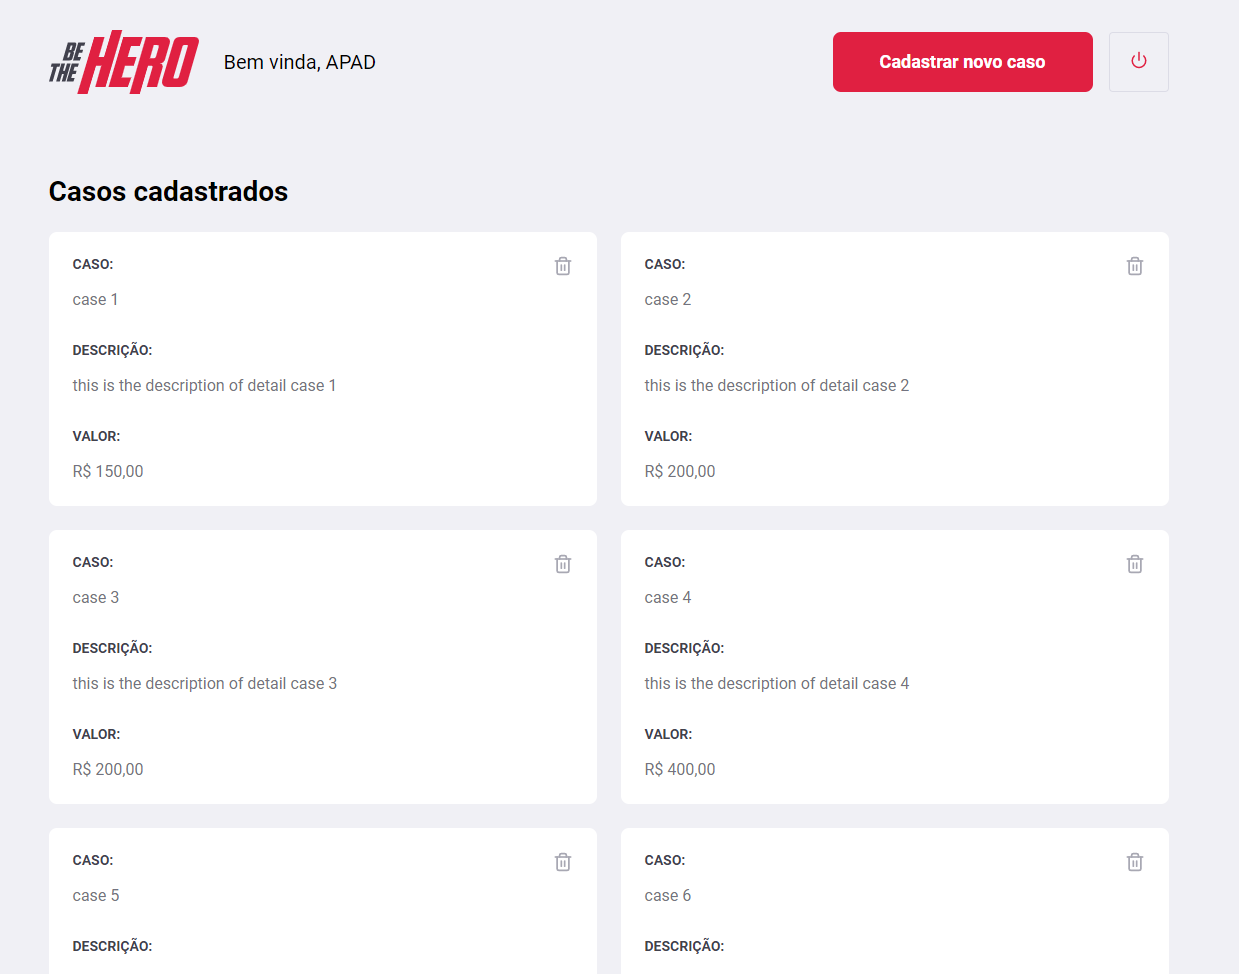 BE THE HERO
Bem vinda, APAD
Cadastrar novo caso
Casos cadastrados
CASO:
case 1
DESCRIÇÃO:
this is the description of detail case 1
VALOR:
R$ 150,00
CASO:
case 2
DESCRIÇÃO:
this is the description of detail case 2
VALOR:
R$ 200,00
CASO:
case 3
DESCRIÇÃO:
this is the description of detail case 3
VALOR:
R$ 200,00
CASO:
case 4
DESCRIÇÃO:
this is the description of detail case 4
VALOR:
R$ 400,00
CASO:
case 5
DESCRIÇÃO:
CASO:
case 6
DESCRIÇÃO: